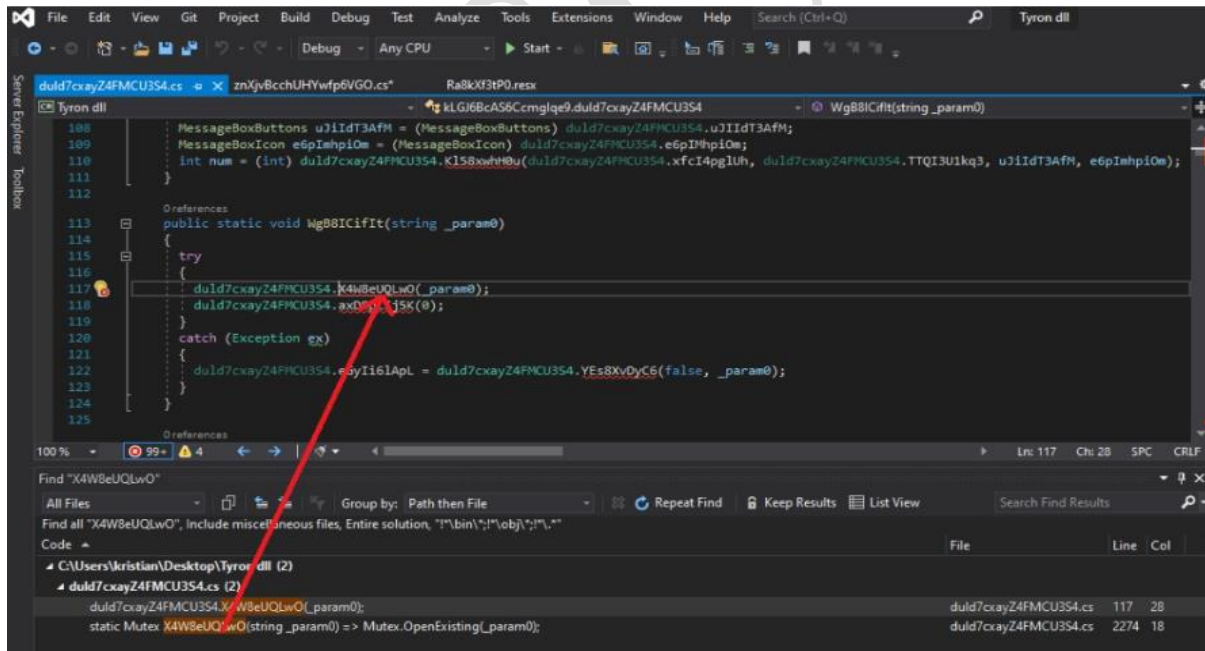 File Edit View Git Project Build Debug Test Analyze Tools Extensions Window Help Search (Ctrl+Q) Tyron dll
Debug Any CPU Start
Server Explorer
Toolbox
duld7cxayZ4FMCU3S4.cs znXjvBcchUHYwfp6VGO.cs* Ra8kXf3tP0.resx
Tyron dll kLGJ6BcAS6Ccmglqe9.duld7cxayZ4FMCU3S4 WgB8ICifIt(string _param0)
108 MessageBoxButtons uJiIdT3AfM = (MessageBoxButtons) duld7cxayZ4FMCU3S4.uJIIdT3AfM;
109 MessageBoxIcon e6pImhpiOm = (MessageBoxIcon) duld7cxayZ4FMCU3S4.e6pIMhpiOm;
110 int num = (int) duld7cxayZ4FMCU3S4.Kl58xwhH0u(duld7cxayZ4FMCU3S4.xfcI4pglUh, duld7cxayZ4FMCU3S4.TTQI3U1kq3, uJiIdT3AfM, e6pImhpiOm);
111 }
112
0 references
113 public static void WgB8ICifIt(string _param0)
114 {
115 try
116 {
117 duld7cxayZ4FMCU3S4.X4W8eUQLwO(_param0);
118 duld7cxayZ4FMCU3S4.(0);
119 }
120 catch (Exception ex)
121 {
122 duld7cxayZ4FMCU3S4.eGyIi6lApL = duld7cxayZ4FMCU3S4.YEs8XvDyC6(false, _param0);
123 }
124 }
125
0 references
100 % 99+ 4 Ln: 117 Ch: 28 SPC CRLF
Find "X4W8eUQLwO"
All Files Group by: Path then File Repeat Find Keep Results List View Search Find Results
Find all "X4W8eUQLwO", Include miscellaneous files, Entire solution, "!*\bin\*;!*\obj\*;!*\.*"
Code File Line Col
C:\Users\kristian\Desktop\Tyron dll (2)
duld7cxayZ4FMCU3S4.cs (2)
duld7cxayZ4FMCU3S4.X4W8eUQLwO(_param0); duld7cxayZ4FMCU3S4.cs 117 28
static Mutex X4W8eUQLwO(string _param0) => Mutex.OpenExisting(_param0); duld7cxayZ4FMCU3S4.cs 2274 18